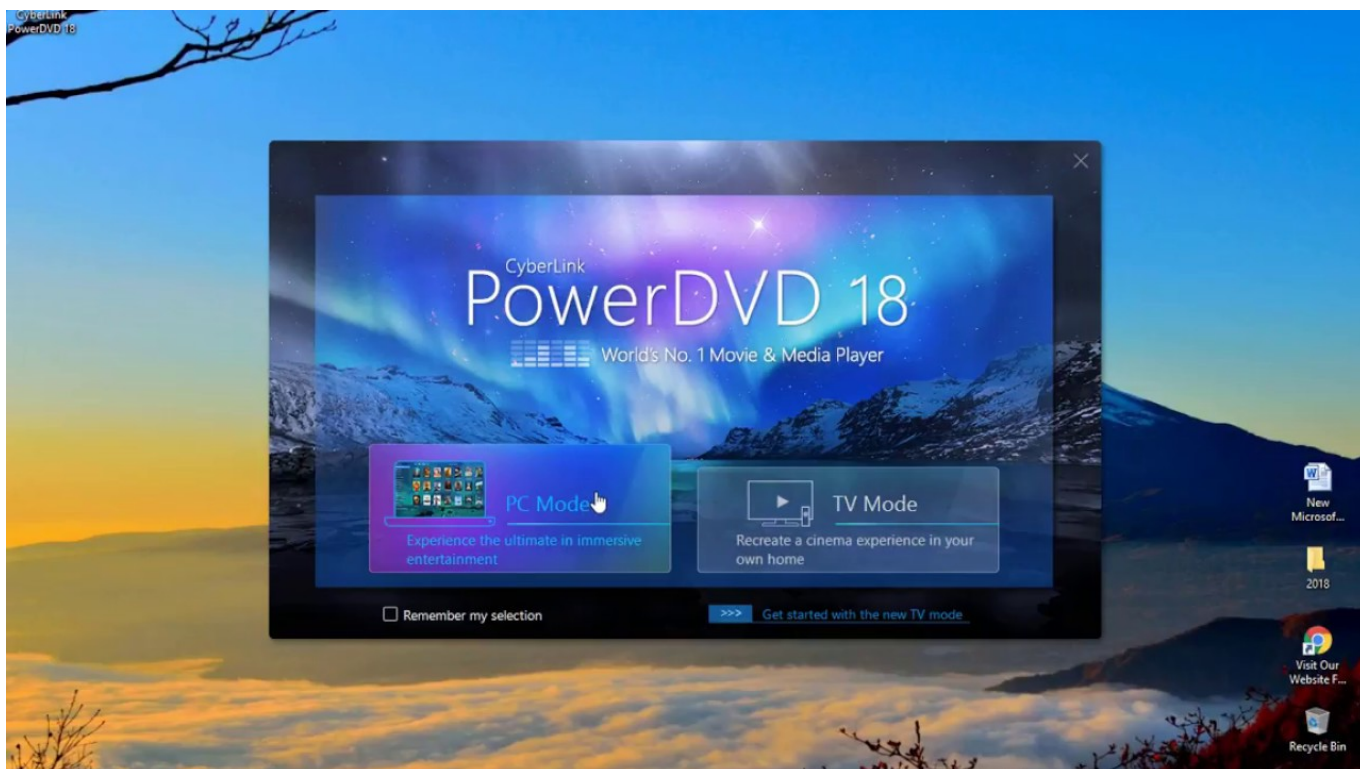 CyberLink
PowerDVD 18
CyberLink
PowerDVD 18
World's No. 1 Movie & Media Player
PC Mode
Experience the ultimate in immersive
entertainment
TV Mode
Recreate a cinema experience in your
own home
Remember my selection
>>> Get started with the new TV mode
New
Microsof...
2018
Visit Our
Website F...
Recycle Bin